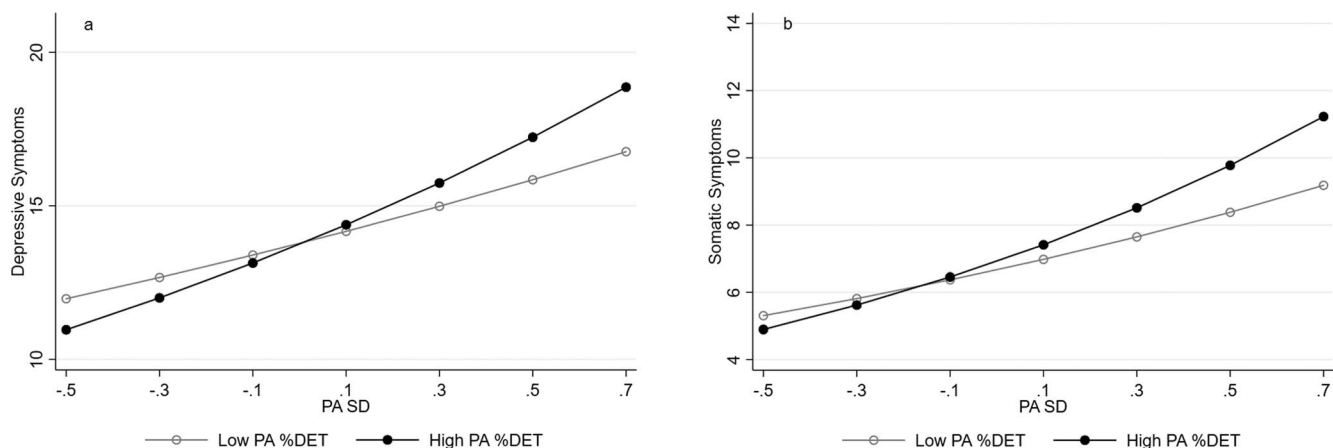 a
20
15
10
Depressive Symptoms
-.5 -.3 -.1 .1 .3 .5 .7
PA SD
Low PA %DET High PA %DET
b
14
12
10
8
6
4
Somatic Symptoms
-.5 -.3 -.1 .1 .3 .5 .7
PA SD
Low PA %DET High PA %DET